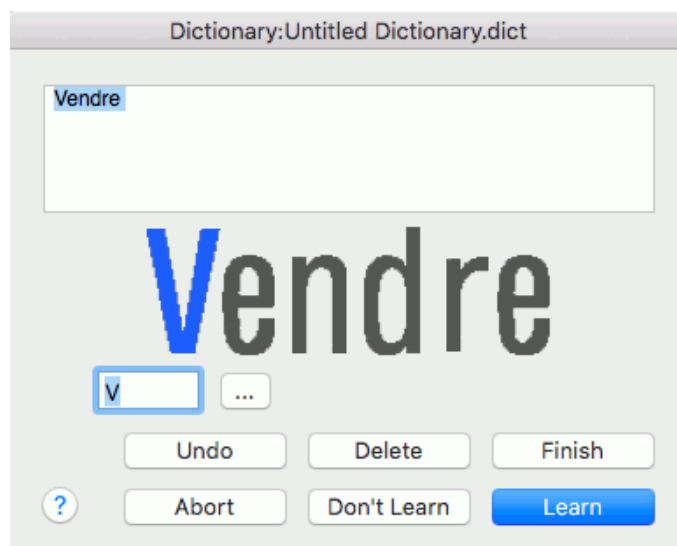 Dictionary:Untitled Dictionary.dict
Vendre
Vendre
V ...
Undo Delete Finish
? Abort Don't Learn Learn